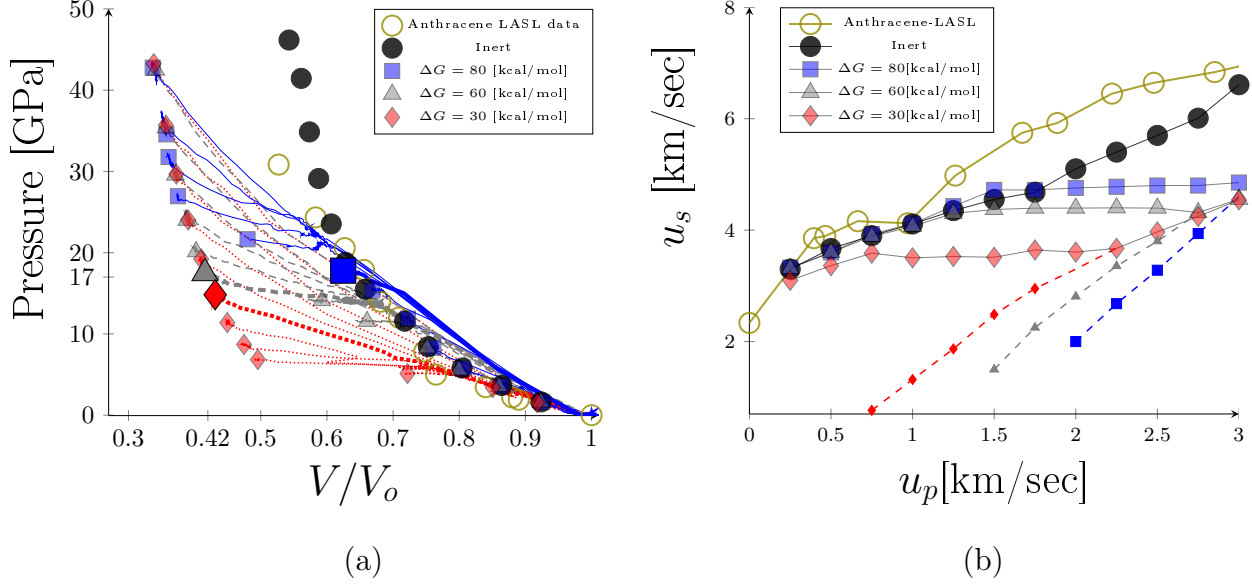 50
40
30
20
17
10
0
Pressure [GPa]
Anthracene LASL data
Inert
ΔG = 80 [kcal/mol]
ΔG = 60 [kcal/mol]
ΔG = 30 [kcal/mol]
0.3 0.42 0.5 0.6 0.7 0.8 0.9 1
V/Vₒ
(a)
8
6
4
2
uₛ [km/sec]
Anthracene-LASL
Inert
ΔG = 80[kcal/mol]
ΔG = 60[kcal/mol]
ΔG = 30[kcal/mol]
0 0.5 1 1.5 2 2.5 3
uₚ[km/sec]
(b)